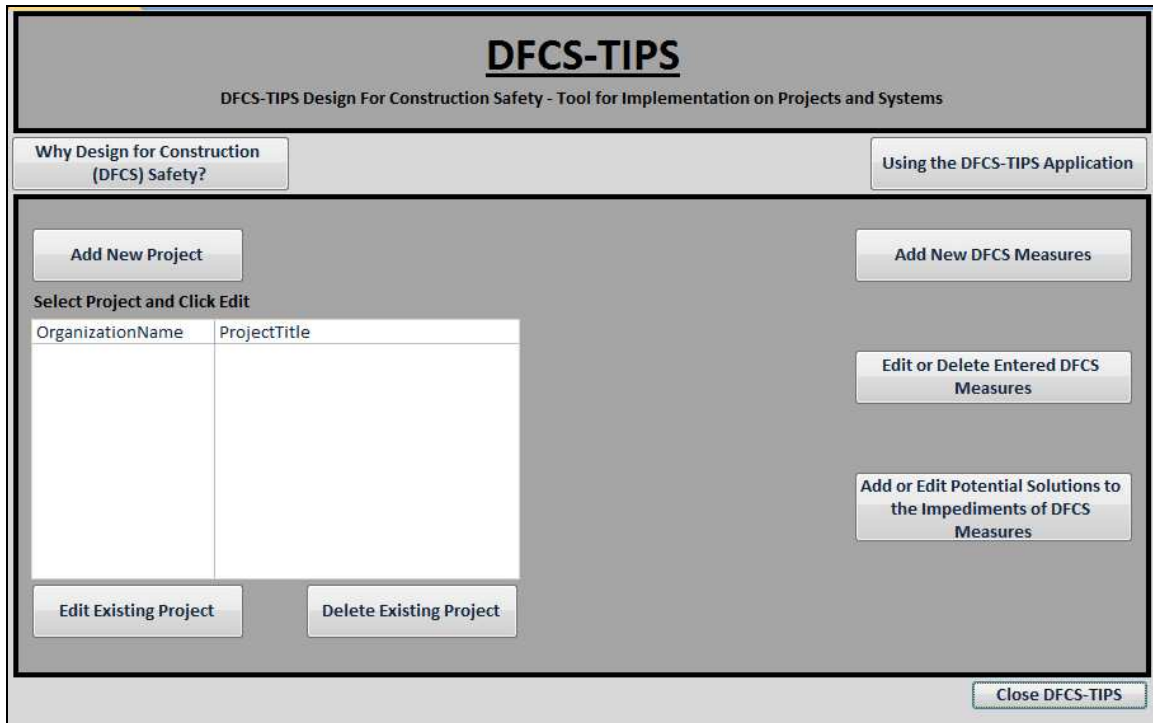 DFCS-TIPS
DFCS-TIPS Design For Construction Safety - Tool for Implementation on Projects and Systems
Why Design for Construction
(DFCS) Safety?
Using the DFCS-TIPS Application
Add New Project
Add New DFCS Measures
Select Project and Click Edit
OrganizationName ProjectTitle
Edit or Delete Entered DFCS
Measures
Add or Edit Potential Solutions to
the Impediments of DFCS
Measures
Edit Existing Project
Delete Existing Project
Close DFCS-TIPS